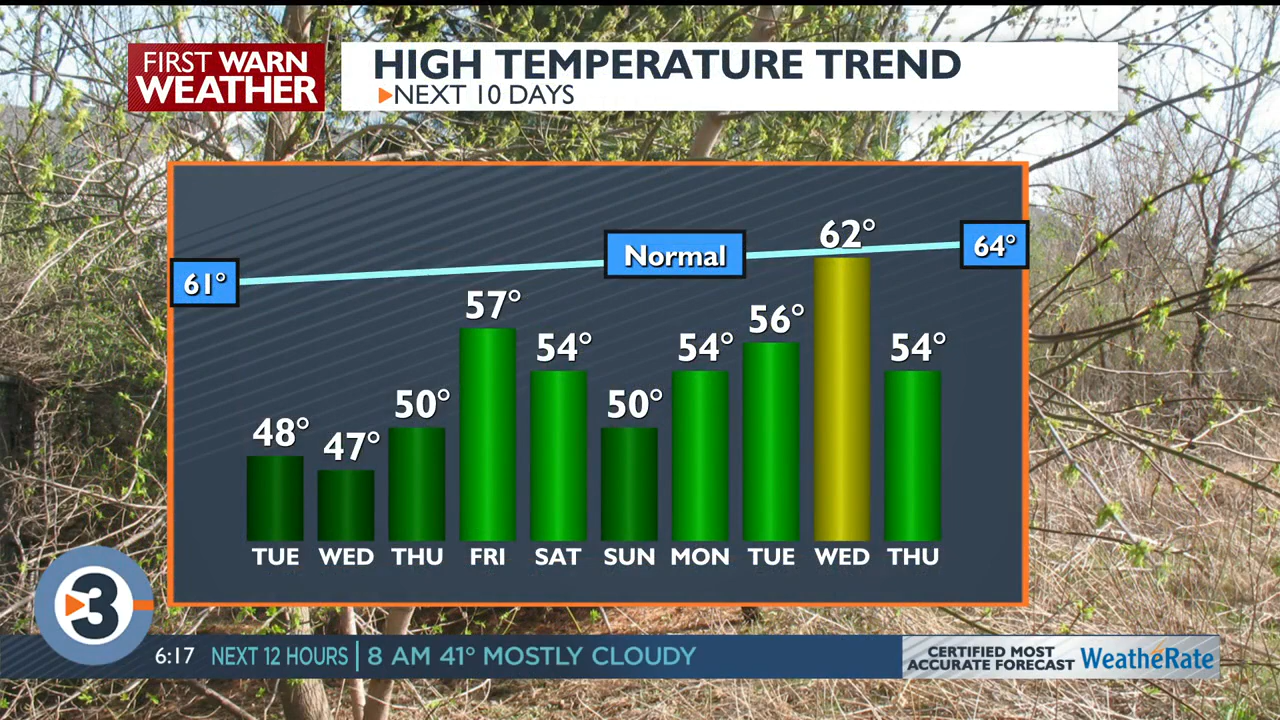 FIRST WARN
WEATHER
HIGH TEMPERATURE TREND
NEXT 10 DAYS
61°
Normal
64°
48° 47° 50° 57° 54° 50° 54° 56° 62° 54°
TUE WED THU FRI SAT SUN MON TUE WED THU
3
6:17 NEXT 12 HOURS 8 AM 41° MOSTLY CLOUDY
CERTIFIED MOST
ACCURATE FORECAST
WeatheRate